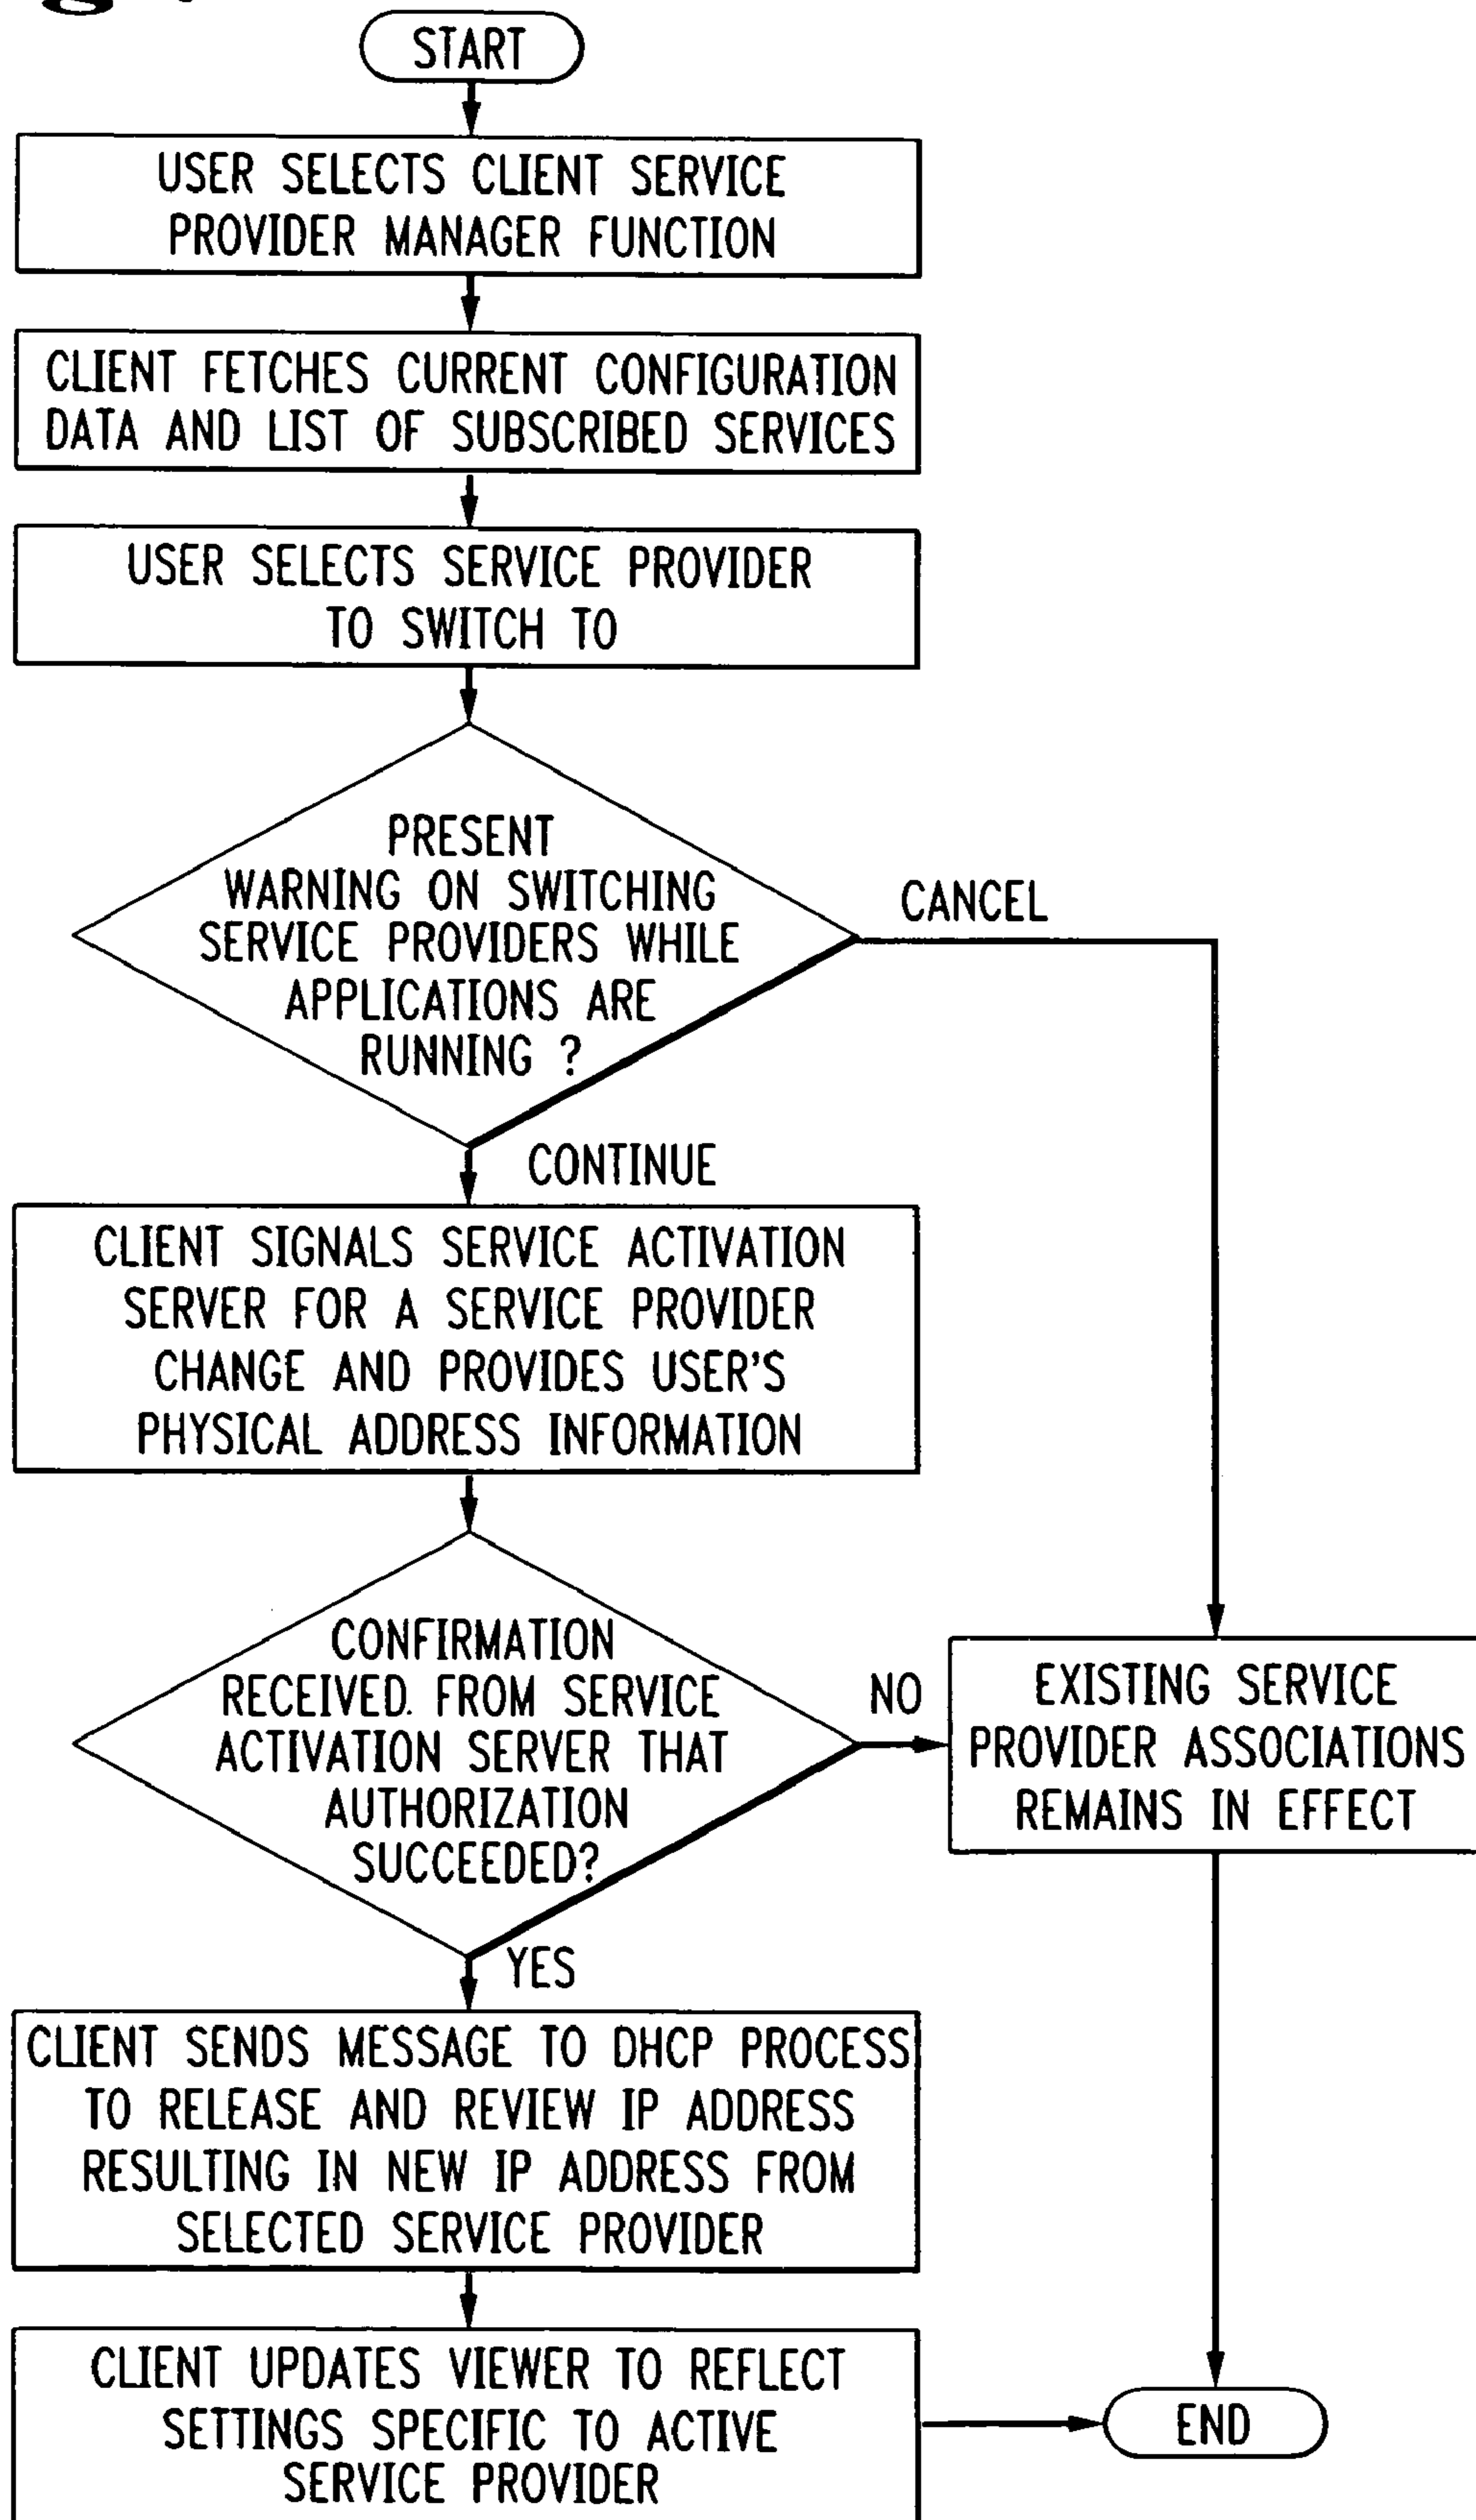 START
USER SELECTS CLIENT SERVICE
PROVIDER MANAGER FUNCTION
CLIENT FETCHES CURRENT CONFIGURATION
DATA AND LIST OF SUBSCRIBED SERVICES
USER SELECTS SERVICE PROVIDER
TO SWITCH TO
PRESENT
WARNING ON SWITCHING
SERVICE PROVIDERS WHILE
APPLICATIONS ARE
RUNNING ?
CANCEL
CONTINUE
CLIENT SIGNALS SERVICE ACTIVATION
SERVER FOR A SERVICE PROVIDER
CHANGE AND PROVIDES USER'S
PHYSICAL ADDRESS INFORMATION
CONFIRMATION
RECEIVED. FROM SERVICE
ACTIVATION SERVER THAT
AUTHORIZATION
SUCCEEDED?
NO
EXISTING SERVICE
PROVIDER ASSOCIATIONS
REMAINS IN EFFECT
YES
CLIENT SENDS MESSAGE TO DHCP PROCESS
TO RELEASE AND REVIEW IP ADDRESS
RESULTING IN NEW IP ADDRESS FROM
SELECTED SERVICE PROVIDER
CLIENT UPDATES VIEWER TO REFLECT
SETTINGS SPECIFIC TO ACTIVE
SERVICE PROVIDER
END